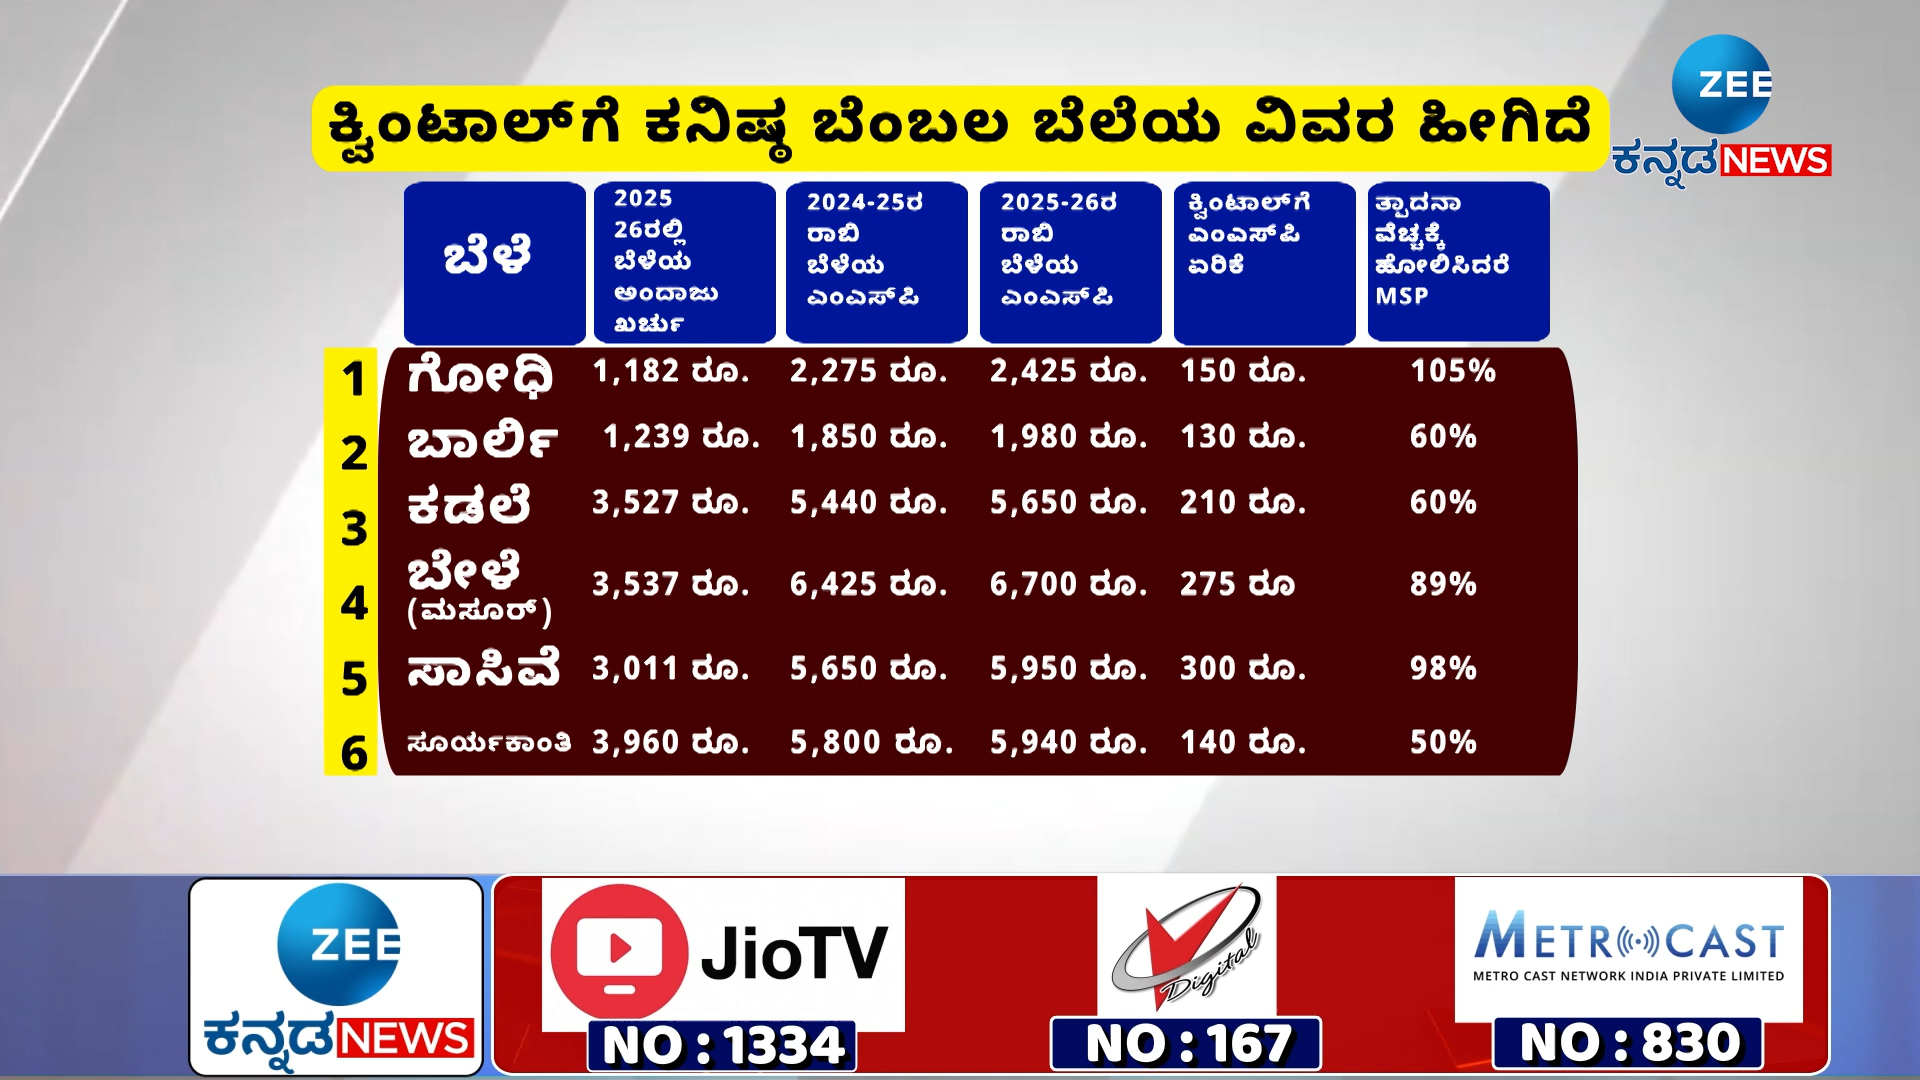 ಕ್ವಿಂಟಾಲ್‌ಗೆ ಕನಿಷ್ಠ ಬೆಂಬಲ ಬೆಲೆಯ ವಿವರ ಹೀಗಿದೆ
ZEE
ಕನ್ನಡ NEWS
ಬೆಳೆ
2025
26ರಲ್ಲಿ
ಬೆಳೆಯ
ಅಂದಾಜು
ಖರ್ಚು
2024-25ರ
ರಾಬಿ
ಬೆಳೆಯ
ಎಂಎಸ್‌ಪಿ
2025-26ರ
ರಾಬಿ
ಬೆಳೆಯ
ಎಂಎಸ್‌ಪಿ
ಕ್ವಿಂಟಾಲ್‌ಗೆ
ಎಂಎಸ್‌ಪಿ
ಏರಿಕೆ
ತ್ಪಾದನಾ
ವೆಚ್ಚಕ್ಕೆ
ಹೋಲಿಸಿದರೆ
MSP
1 ಗೋಧಿ 1,182 ರೂ. 2,275 ರೂ. 2,425 ರೂ. 150 ರೂ. 105%
2 ಬಾರ್ಲಿ 1,239 ರೂ. 1,850 ರೂ. 1,980 ರೂ. 130 ರೂ. 60%
3 ಕಡಲೆ 3,527 ರೂ. 5,440 ರೂ. 5,650 ರೂ. 210 ರೂ. 60%
4 ಬೇಳೆ 3,537 ರೂ. 6,425 ರೂ. 6,700 ರೂ. 275 ರೂ 89%
(ಮಸೂರ್)
5 ಸಾಸಿವೆ 3,011 ರೂ. 5,650 ರೂ. 5,950 ರೂ. 300 ರೂ. 98%
6 ಸೂರ್ಯಕಾಂತಿ 3,960 ರೂ. 5,800 ರೂ. 5,940 ರೂ. 140 ರೂ. 50%
ZEE
ಕನ್ನಡ NEWS
JioTV
NO : 1334
V Digital
NO : 167
METROCAST
METRO CAST NETWORK INDIA PRIVATE LIMITED
NO : 830